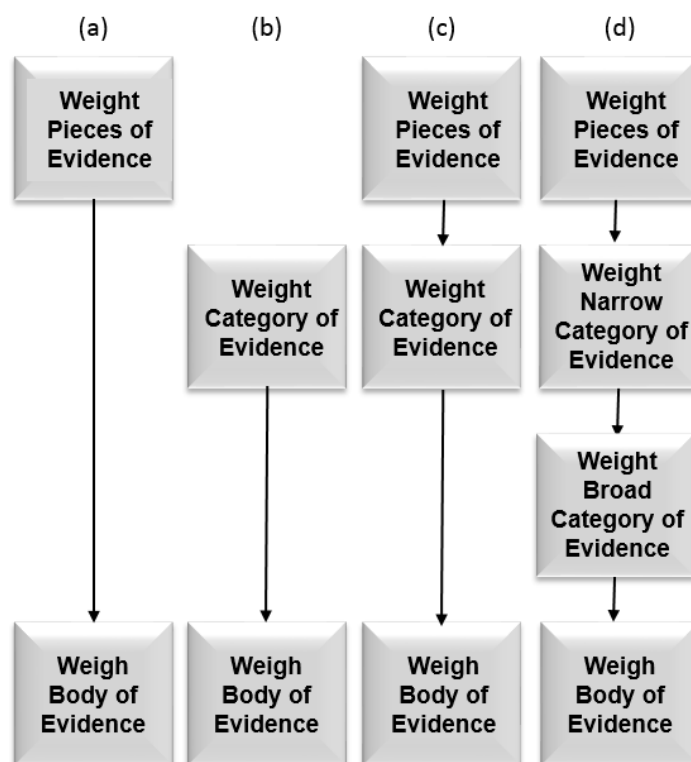 (a) (b) (c) (d)
Weight
Pieces of
Evidence
Weight
Pieces of
Evidence
Weight
Pieces of
Evidence
Weight
Category of
Evidence
Weight
Category of
Evidence
Weight
Narrow
Category of
Evidence
Weight
Broad
Category of
Evidence
Weigh
Body of
Evidence
Weigh
Body of
Evidence
Weigh
Body of
Evidence
Weigh
Body of
Evidence